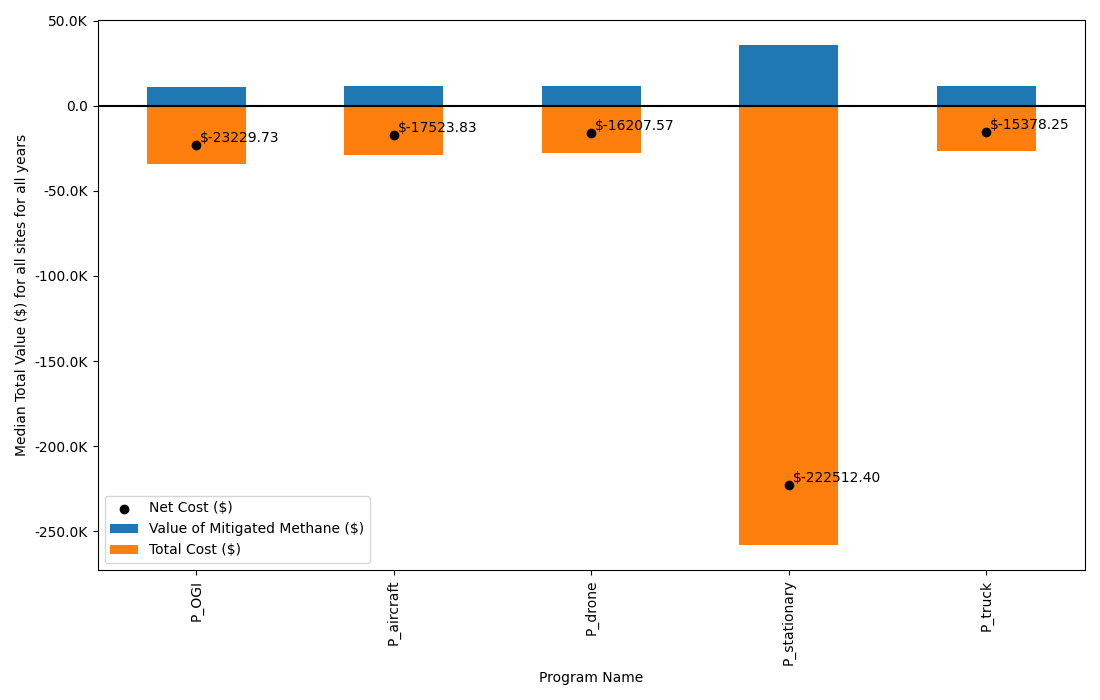 50.0K
0.0
-50.0K
-100.0K
-150.0K
-200.0K
-250.0K
Median Total Value ($) for all sites for all years
$-23229.73
$-17523.83
$-16207.57
$-222512.40
$-15378.25
Net Cost ($)
Value of Mitigated Methane ($)
Total Cost ($)
P_OGI
P_aircraft
P_drone
P_stationary
P_truck
Program Name